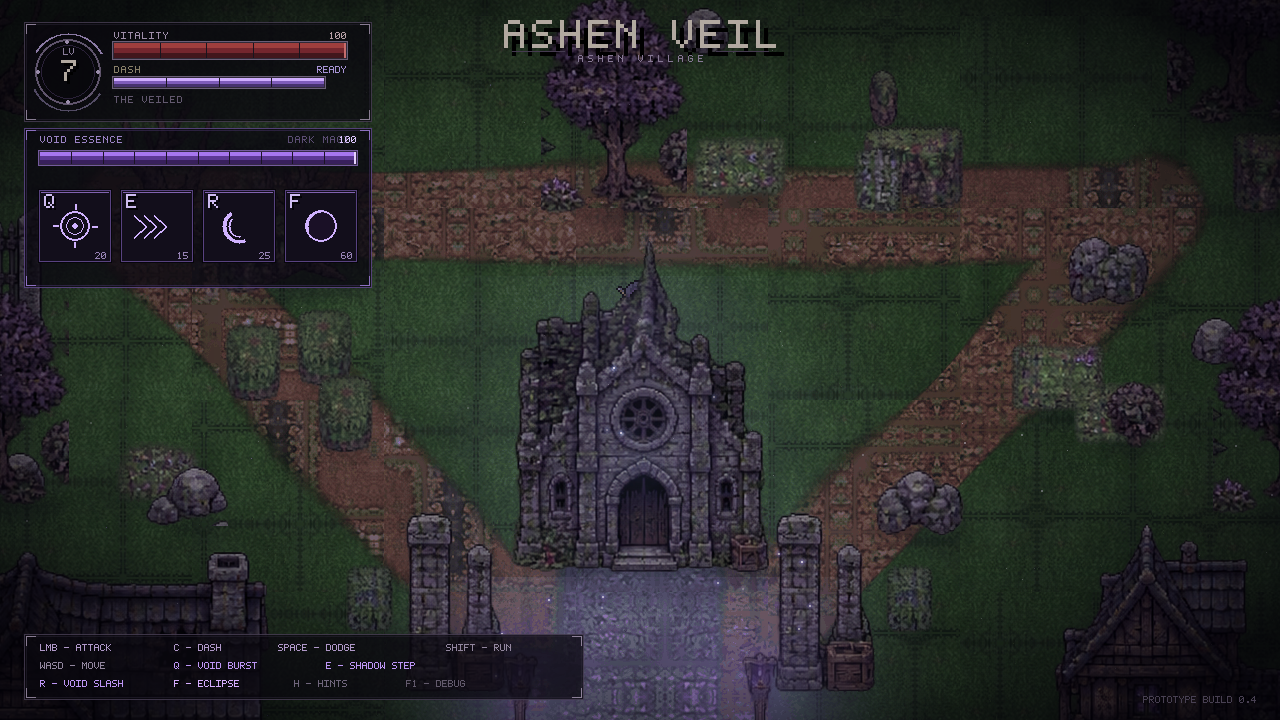 ASHEN VEIL
ASHEN VILLAGE
LV
7
VITALITY 100
DASH READY
THE VEILED
VOID ESSENCE DARK MA 100
Q E R F
20 15 25 60
LMB - ATTACK C - DASH SPACE - DODGE SHIFT - RUN
WASD - MOVE Q - VOID BURST E - SHADOW STEP
R - VOID SLASH F - ECLIPSE H - HINTS F1 - DEBUG
PROTOTYPE BUILD 0.4